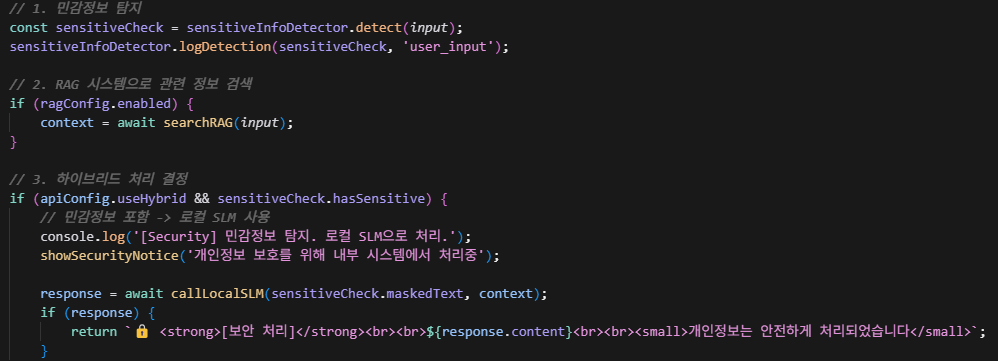 // 1. 민감정보 탐지
const sensitiveCheck = sensitiveInfoDetector.detect(input);
sensitiveInfoDetector.logDetection(sensitiveCheck, 'user_input');
// 2. RAG 시스템으로 관련 정보 검색
if (ragConfig.enabled) {
    context = await searchRAG(input);
}
// 3. 하이브리드 처리 결정
if (apiConfig.useHybrid && sensitiveCheck.hasSensitive) {
    // 민감정보 포함 -> 로컬 SLM 사용
    console.log('[Security] 민감정보 탐지. 로컬 SLM으로 처리.');
    showSecurityNotice('개인정보 보호를 위해 내부 시스템에서 처리중');
    response = await callLocalSLM(sensitiveCheck.maskedText, context);
    if (response) {
        return `🔒 <strong>[보안 처리]</strong><br><br>${response.content}<br><br><small>개인정보는 안전하게 처리되었습니다</small>`;
    }